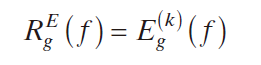 R_g^E (f) = E_g^{(k)} (f)